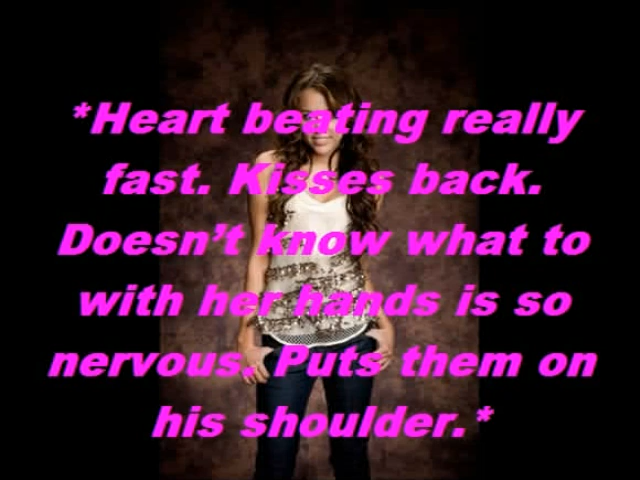 *Heart beating really
fast. Kisses back.
Doesn't know what to
with her hands is so
nervous. Puts them on
his shoulder.*